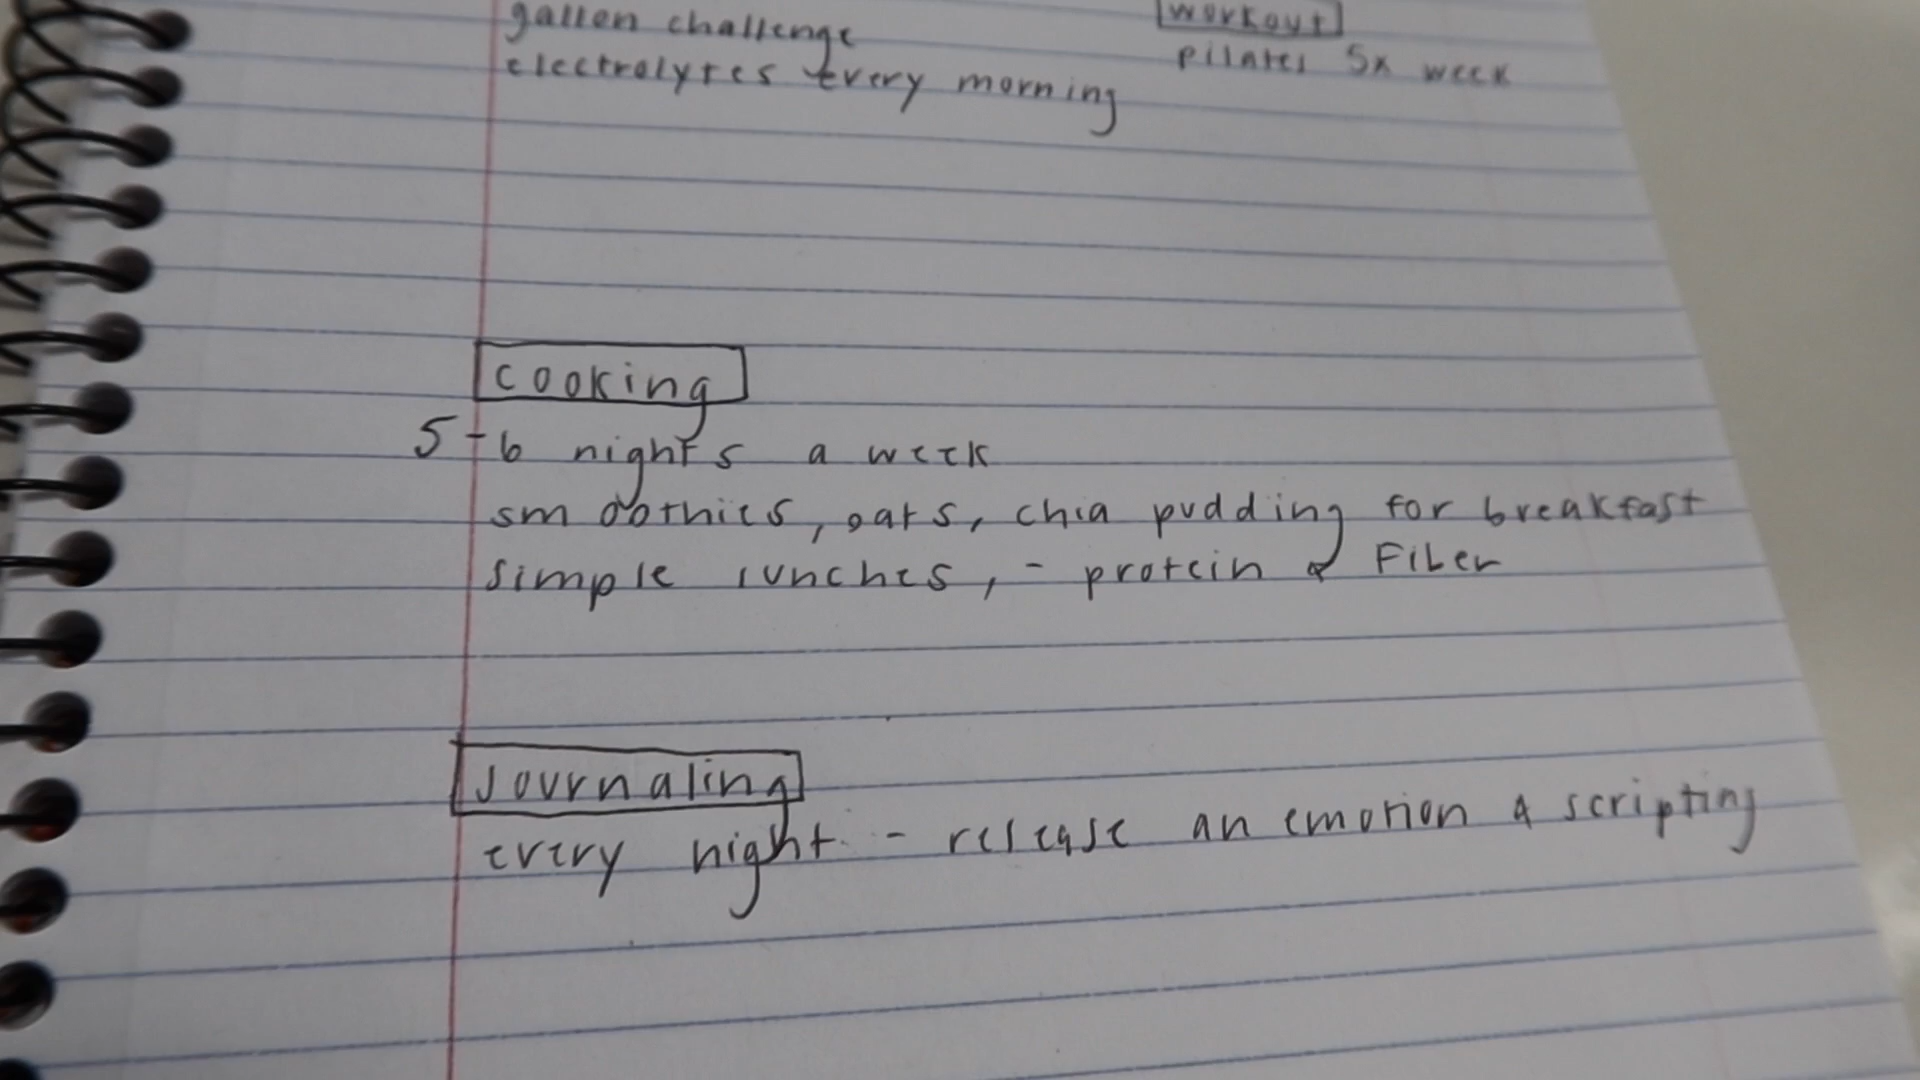 gallon challenge
electrolytes every morning
workout
pilates 5x week
cooking
5-6 nights a week
smoothies, oats, chia pudding for breakfast
simple lunches, - protein & Fiber
Journaling
every night - release an emotion & scripting